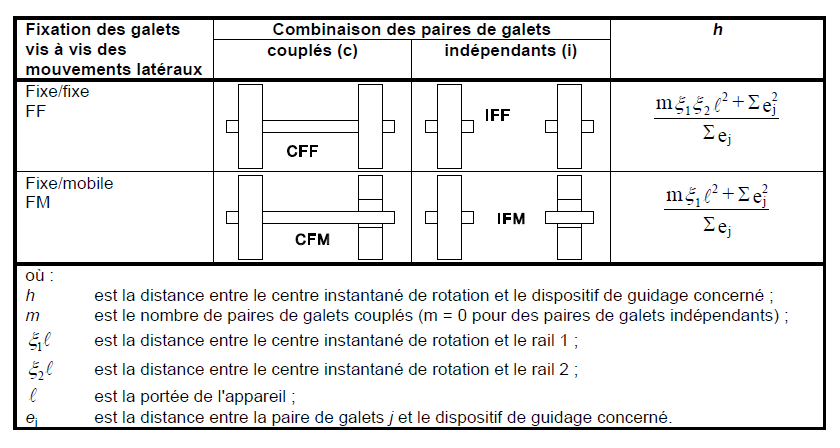 Fixation des galets vis à vis des mouvements latéraux
Combinaison des paires de galets
h
couplés (c)
indépendants (i)
Fixe/fixe
FF
CFF
IFF
m ξ₁ ξ₂ ℓ² + Σ e_j²
Σ e_j
Fixe/mobile
FM
CFM
IFM
m ξ₁ ℓ² + Σ e_j²
Σ e_j
où :
h est la distance entre le centre instantané de rotation et le dispositif de guidage concerné ;
m est le nombre de paires de galets couplés (m = 0 pour des paires de galets indépendants) ;
ξ₁ℓ est la distance entre le centre instantané de rotation et le rail 1 ;
ξ₂ℓ est la distance entre le centre instantané de rotation et le rail 2 ;
ℓ est la portée de l'appareil ;
e_j est la distance entre la paire de galets j et le dispositif de guidage concerné.